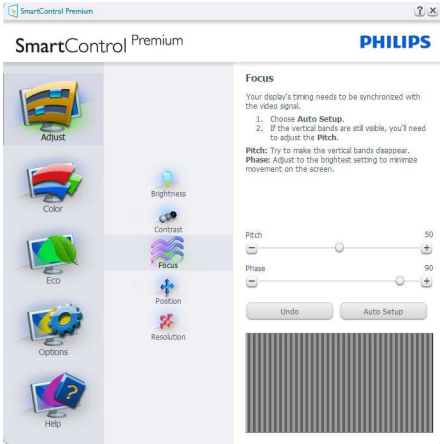 SmartControl Premium
SmartControl Premium
PHILIPS
Adjust
Color
Eco
Options
Help
Brightness
Contrast
Focus
Position
Resolution
Focus
Your display's timing needs to be synchronized with
the video signal.
1. Choose Auto Setup.
2. If the vertical bands are still visible, you'll need
to adjust the Pitch.
Pitch: Try to make the vertical bands disappear.
Phase: Adjust to the brightest setting to minimize
movement on the screen.
Pitch 50
Phase 90
Undo Auto Setup